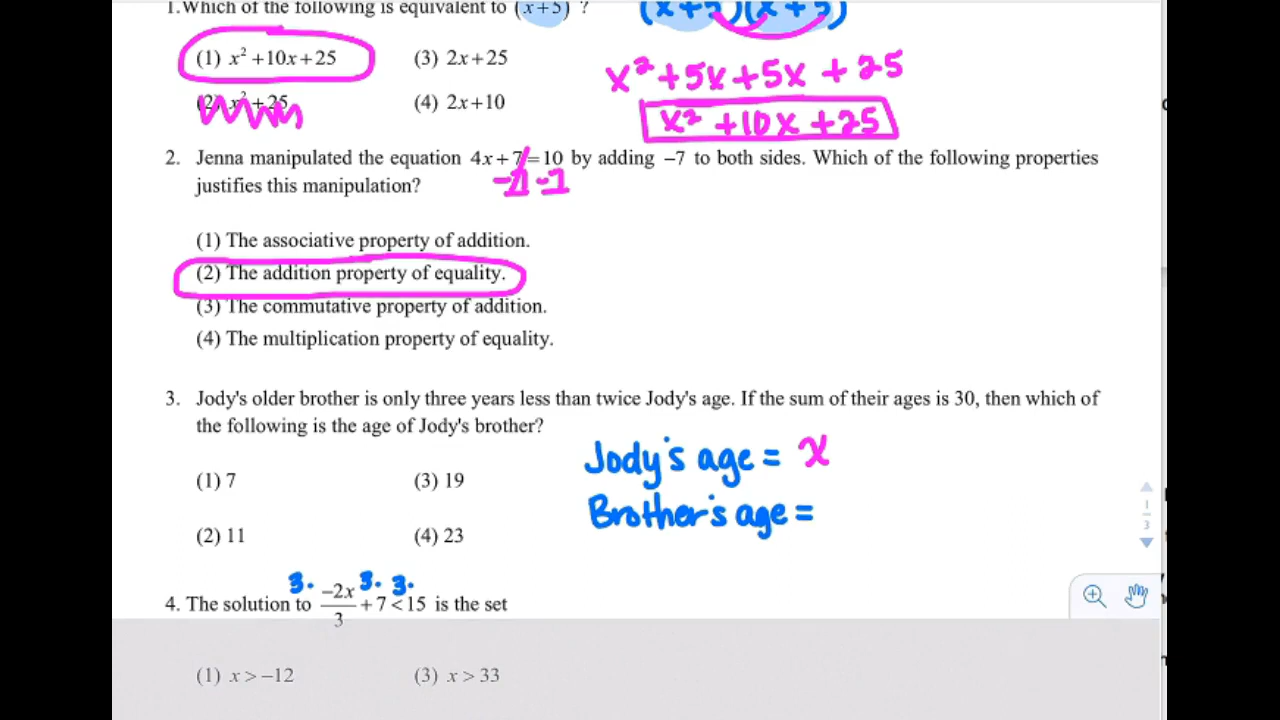 1.Which of the following is equivalent to (x+5) ?
(x+5)(x+5)
(1) x² +10x+25
(3) 2x+25
x² +5x +5x + 25
(2) x² +25
(4) 2x+10
x² +10x +25
2. Jenna manipulated the equation 4x+7=10 by adding −7 to both sides. Which of the following properties
-7 -7
justifies this manipulation?
(1) The associative property of addition.
(2) The addition property of equality.
(3) The commutative property of addition.
(4) The multiplication property of equality.
3. Jody's older brother is only three years less than twice Jody's age. If the sum of their ages is 30, then which of
the following is the age of Jody's brother?
Jody's age = x
(1) 7
(3) 19
Brother's age =
(2) 11
(4) 23
3. 3. 3.
4. The solution to −2x/3 +7<15 is the set
(1) x > −12
(3) x > 33
1
3